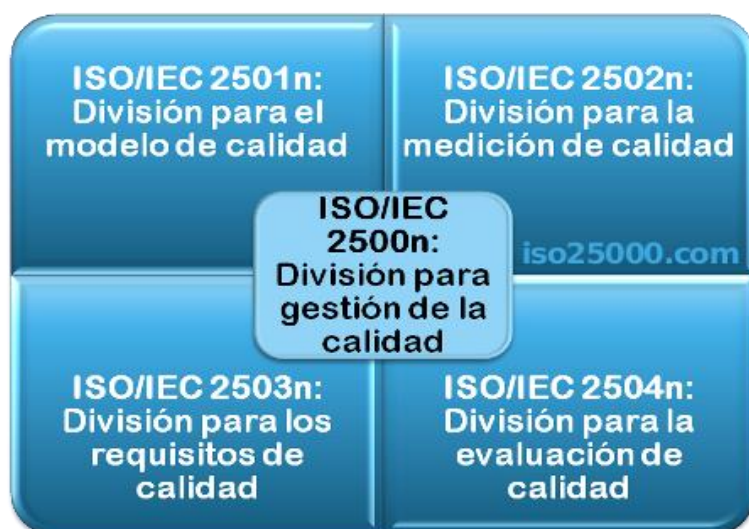 ISO/IEC 2501n:
División para el
modelo de calidad
ISO/IEC 2502n:
División para la
medición de calidad
ISO/IEC
2500n:
División para
gestión de la
calidad
iso25000.com
ISO/IEC 2503n:
División para los
requisitos de
calidad
ISO/IEC 2504n:
División para la
evaluación de
calidad